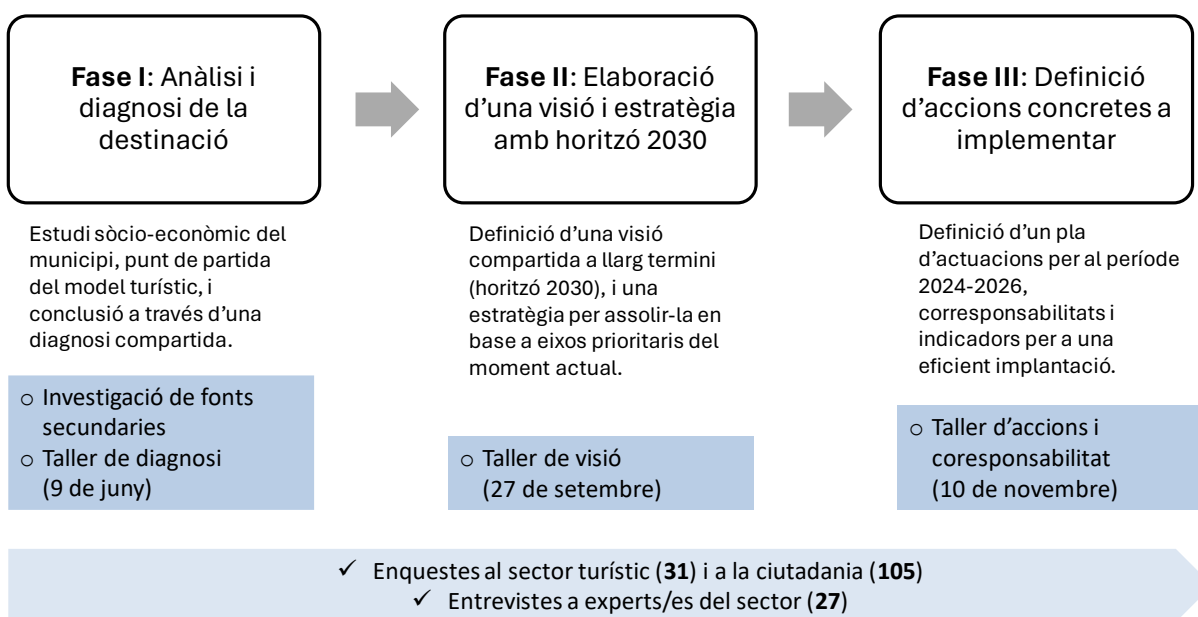 Fase I: Anàlisi i
diagnosi de la
destinació
Fase II: Elaboració
d'una visió i estratègia
amb horitzó 2030
Fase III: Definició
d'accions concretes a
implementar
Estudi sòcio-econòmic del
municipi, punt de partida
del model turístic, i
conclusió a través d'una
diagnosi compartida.
Definició d'una visió
compartida a llarg termini
(horitzó 2030), i una
estratègia per assolir-la en
base a eixos prioritaris del
moment actual.
Definició d'un pla
d'actuacions per al període
2024-2026,
corresponsabilitats i
indicadors per a una
eficient implantació.
o Investigació de fonts
secundaries
o Taller de diagnosi
(9 de juny)
o Taller de visió
(27 de setembre)
o Taller d'accions i
coresponsabilitat
(10 de novembre)
✓ Enquestes al sector turístic (31) i a la ciutadania (105)
✓ Entrevistes a experts/es del sector (27)